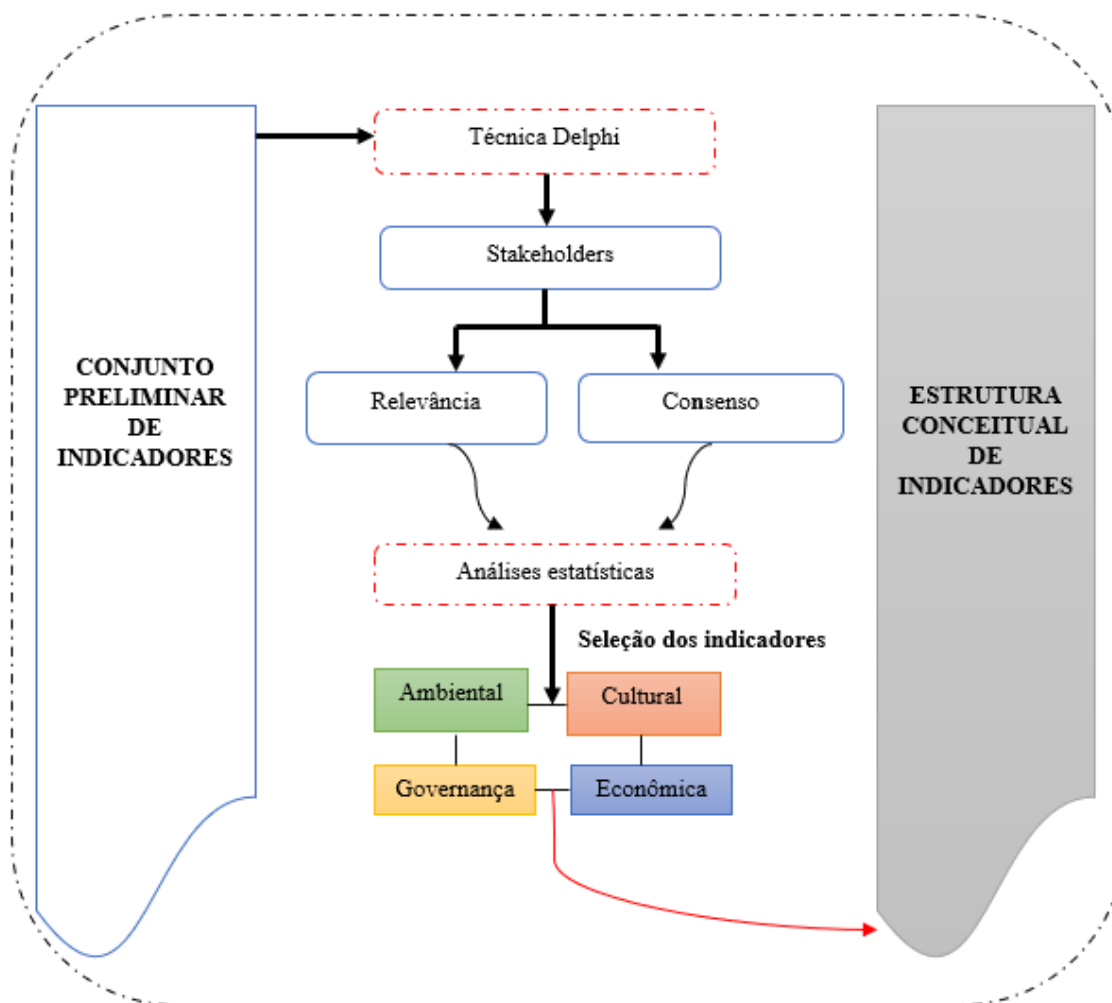 Técnica Delphi
Stakeholders
CONJUNTO
PRELIMINAR
DE
INDICADORES
Relevância
Consenso
ESTRUTURA
CONCEITUAL
DE
INDICADORES
Análises estatísticas
Seleção dos indicadores
Ambiental
Cultural
Governança
Econômica